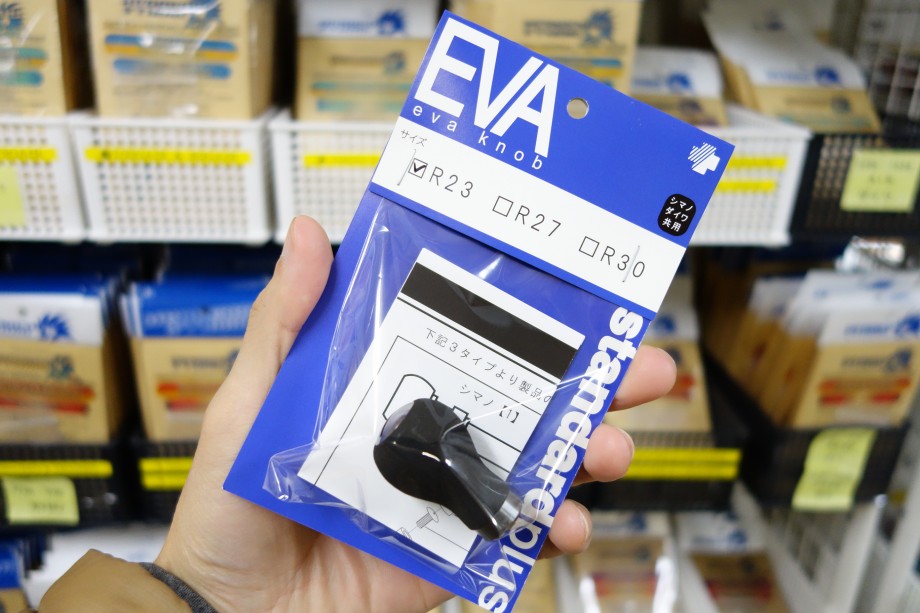 EVA
eva knob
サイズ
R23 R27 R30
シマノ
ダイワ
共用
下記3タイプより製品の
シマノ【1】
standardplus